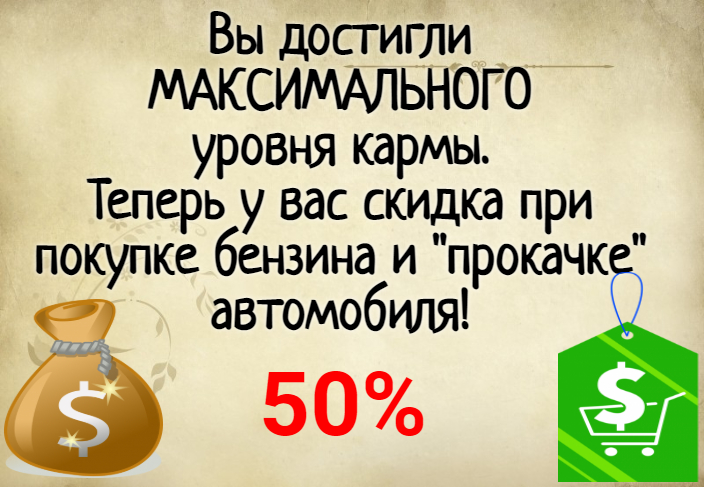 Вы достигли
МАКСИМАЛЬНОГО
уровня кармы.
Теперь у вас скидка при
покупке бензина и "прокачке"
автомобиля!
50%
$
$